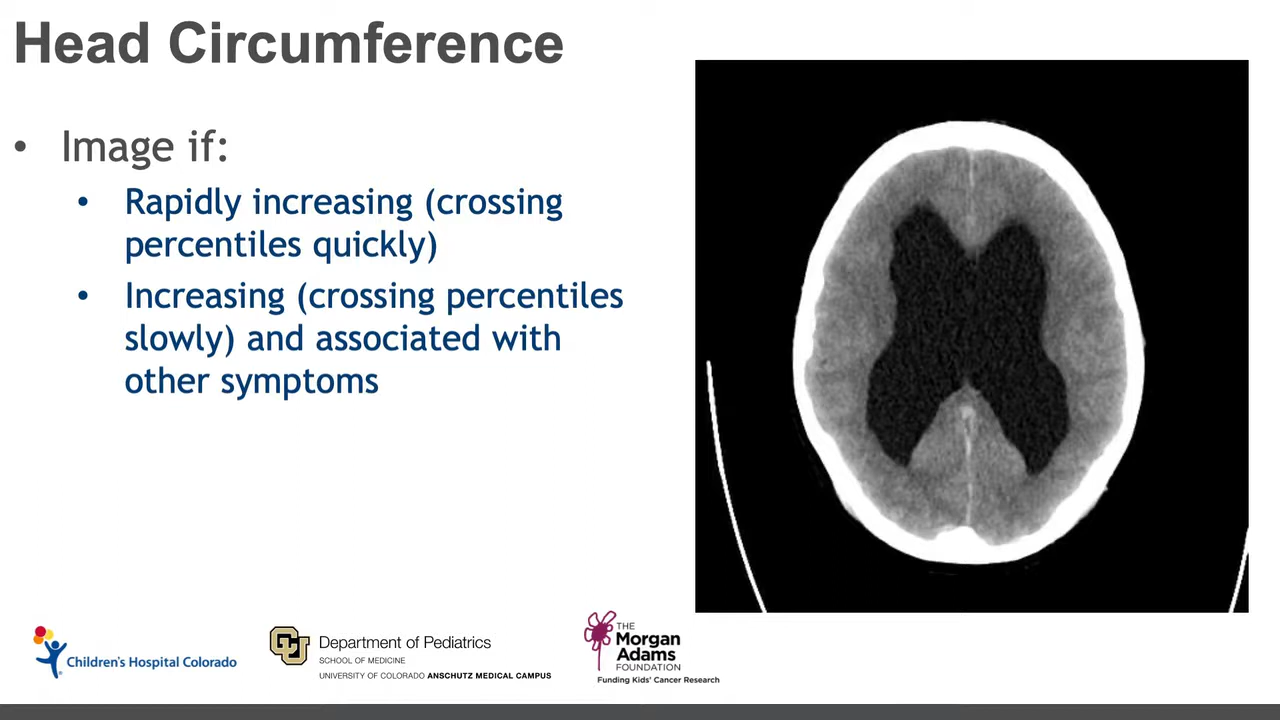 Head Circumference
• Image if:
• Rapidly increasing (crossing
percentiles quickly)
• Increasing (crossing percentiles
slowly) and associated with
other symptoms
Children's Hospital Colorado
CU
Department of Pediatrics
SCHOOL OF MEDICINE
UNIVERSITY OF COLORADO ANSCHUTZ MEDICAL CAMPUS
THE
Morgan
Adams
FOUNDATION
Funding Kids' Cancer Research